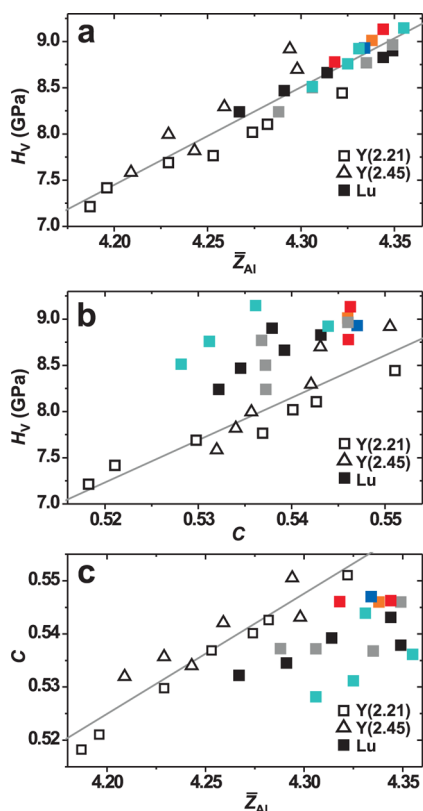 a
9.0
8.5
8.0
7.5
7.0
H_V (GPa)
Y(2.21)
Y(2.45)
Lu
4.20 4.25 4.30 4.35
Z̅_Al
b
9.0
8.5
8.0
7.5
7.0
H_V (GPa)
Y(2.21)
Y(2.45)
Lu
0.52 0.53 0.54 0.55
C
c
0.55
0.54
0.53
0.52
C
Y(2.21)
Y(2.45)
Lu
4.20 4.25 4.30 4.35
Z̅_Al